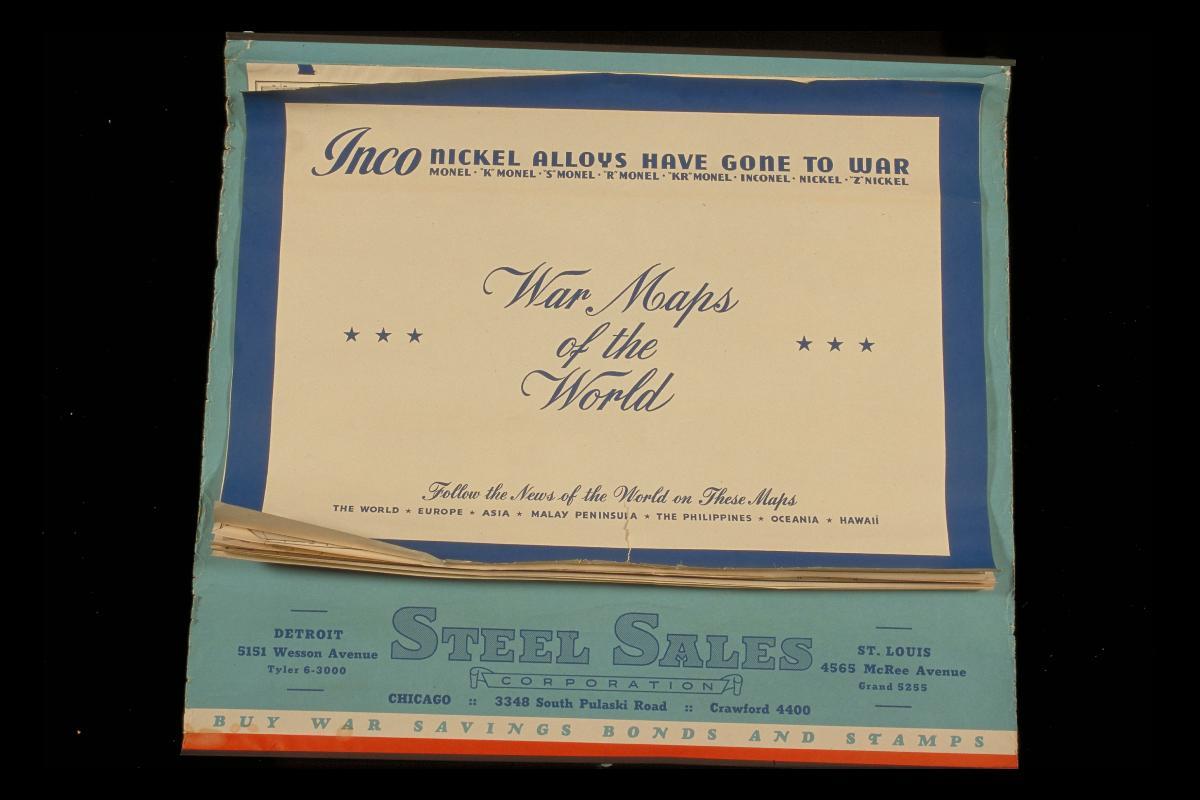 Inco NICKEL ALLOYS HAVE GONE TO WAR
MONEL · "K" MONEL · "S" MONEL · "R" MONEL · "KR" MONEL · INCONEL · NICKEL · "Z" NICKEL
War Maps
of the
World
★ ★ ★ ★ ★ ★
Follow the News of the World on These Maps
THE WORLD ★ EUROPE ★ ASIA ★ MALAY PENINSULA ★ THE PHILIPPINES ★ OCEANIA ★ HAWAII
DETROIT
5151 Wesson Avenue
Tyler 6-3000
STEEL SALES
CORPORATION
ST. LOUIS
4565 McRee Avenue
Grand 5255
CHICAGO :: 3348 South Pulaski Road :: Crawford 4400
BUY WAR SAVINGS BONDS AND STAMPS